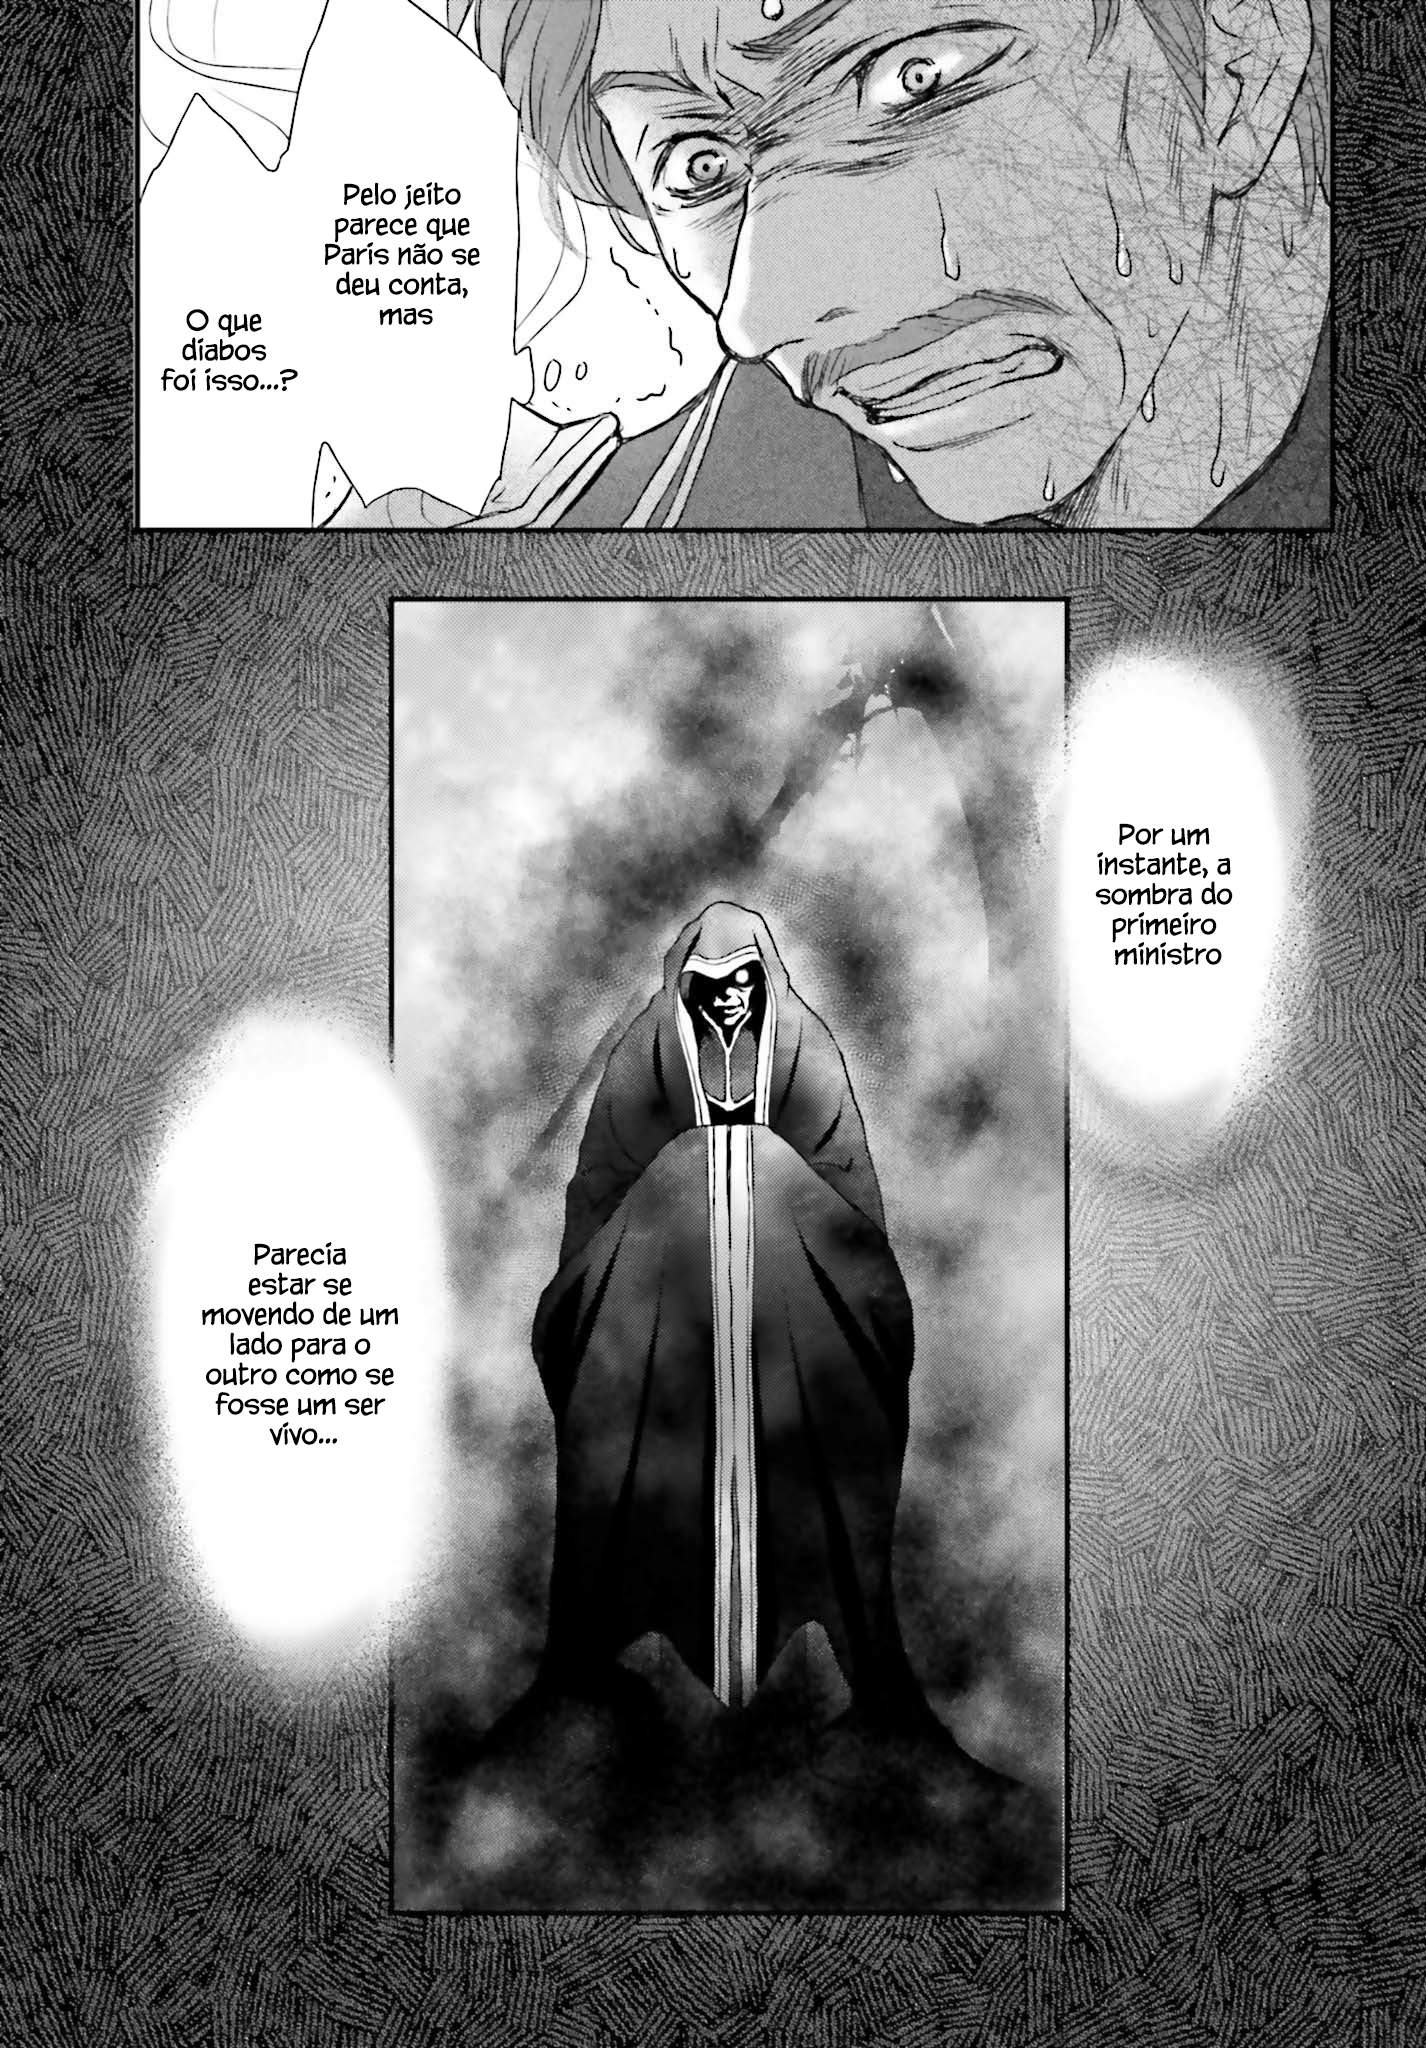 Pelo jeito
parece que
Paris não se
deu conta,
mas
O que
diabos
foi isso...?
Por um
instante, a
sombra do
primeiro
ministro
Parecia
estar se
movendo de um
lado para o
outro como se
fosse um ser
vivo...